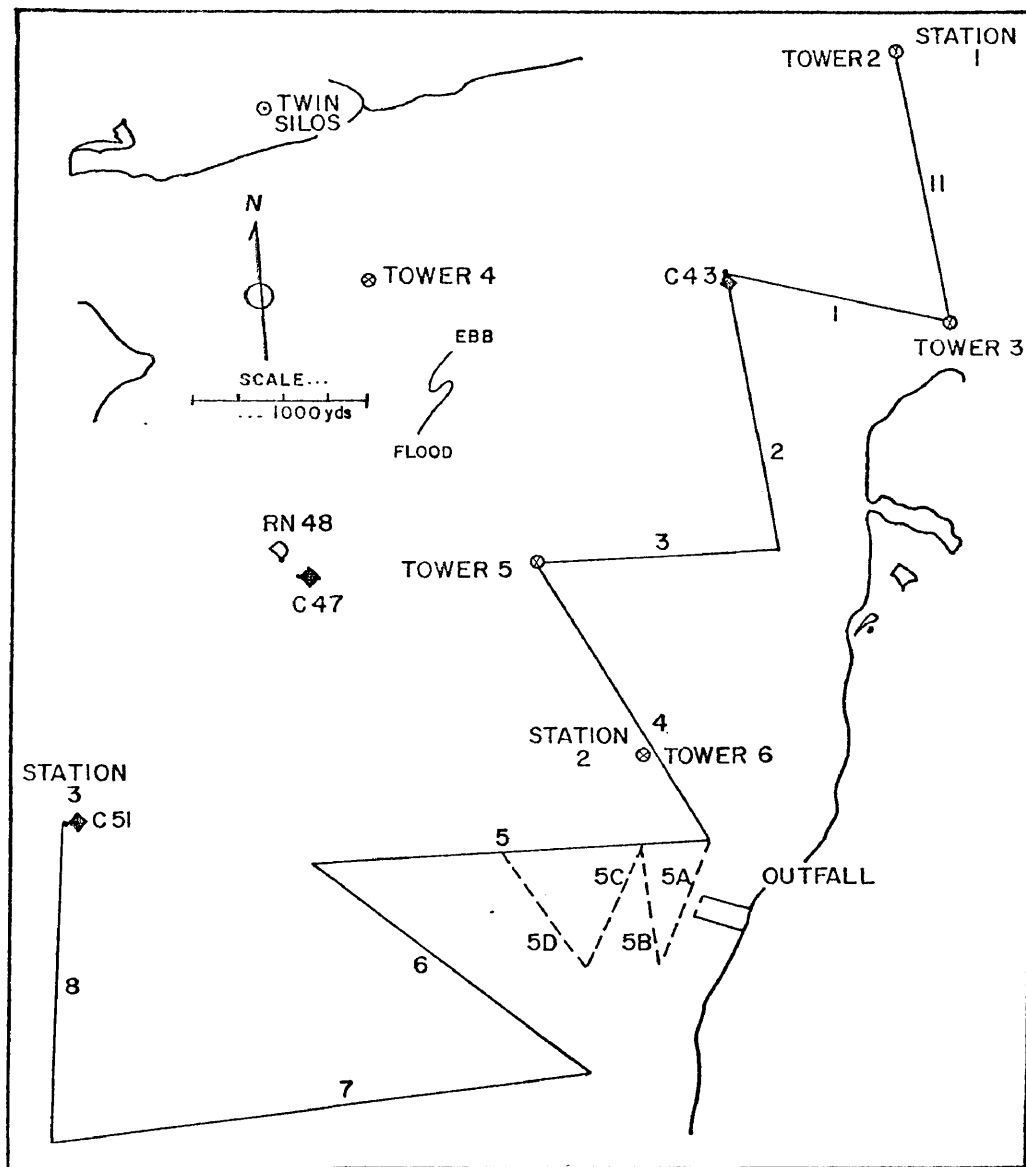 STATION
1
TOWER 2
TWIN
SILOS
11
N
TOWER 4
C43
1
TOWER 3
EBB
SCALE...
... 1000 yds
FLOOD
2
RN 48
3
TOWER 5
C47
4
STATION
2
TOWER 6
STATION
3
C51
5
5C
5A
OUTFALL
5D
5B
6
8
7